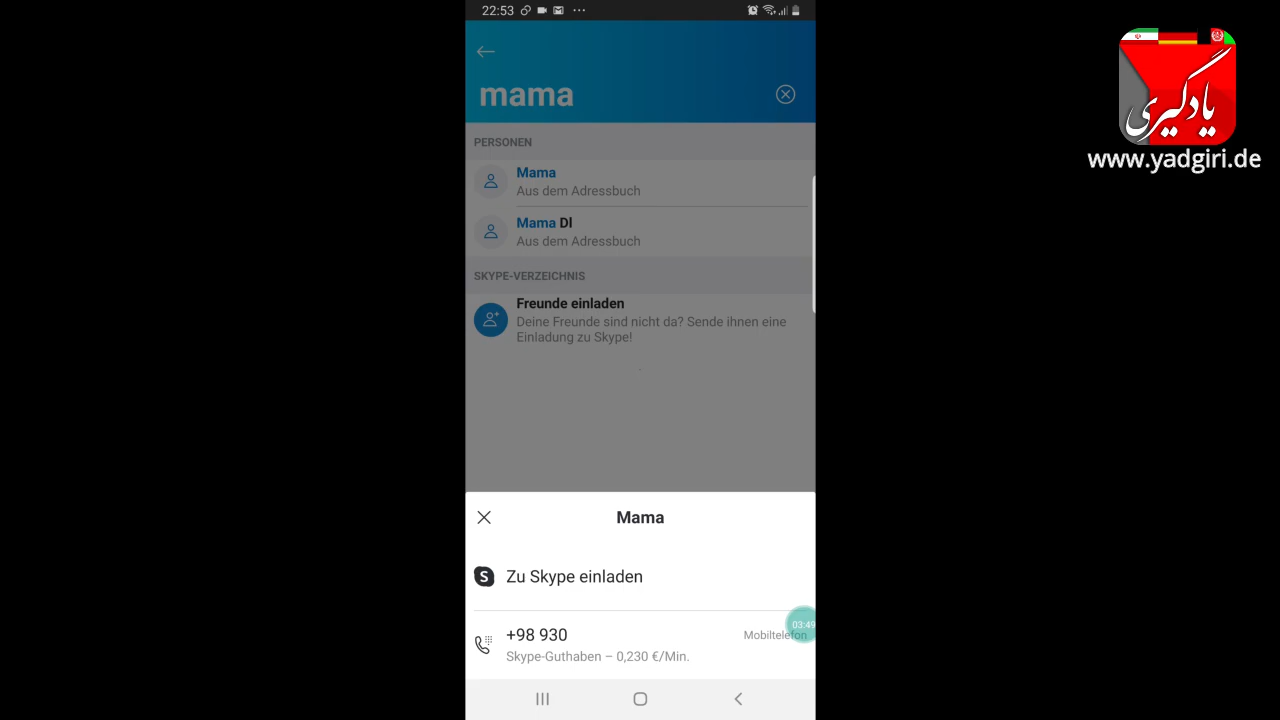 22:53
mama
PERSONEN
Mama
Aus dem Adressbuch
Mama Dl
Aus dem Adressbuch
SKYPE-VERZEICHNIS
Freunde einladen
Deine Freunde sind nicht da? Sende ihnen eine
Einladung zu Skype!
Mama
Zu Skype einladen
+98 930
Mobiltelefon
Skype-Guthaben – 0,230 €/Min.
03:49
یادگیری
www.yadgiri.de